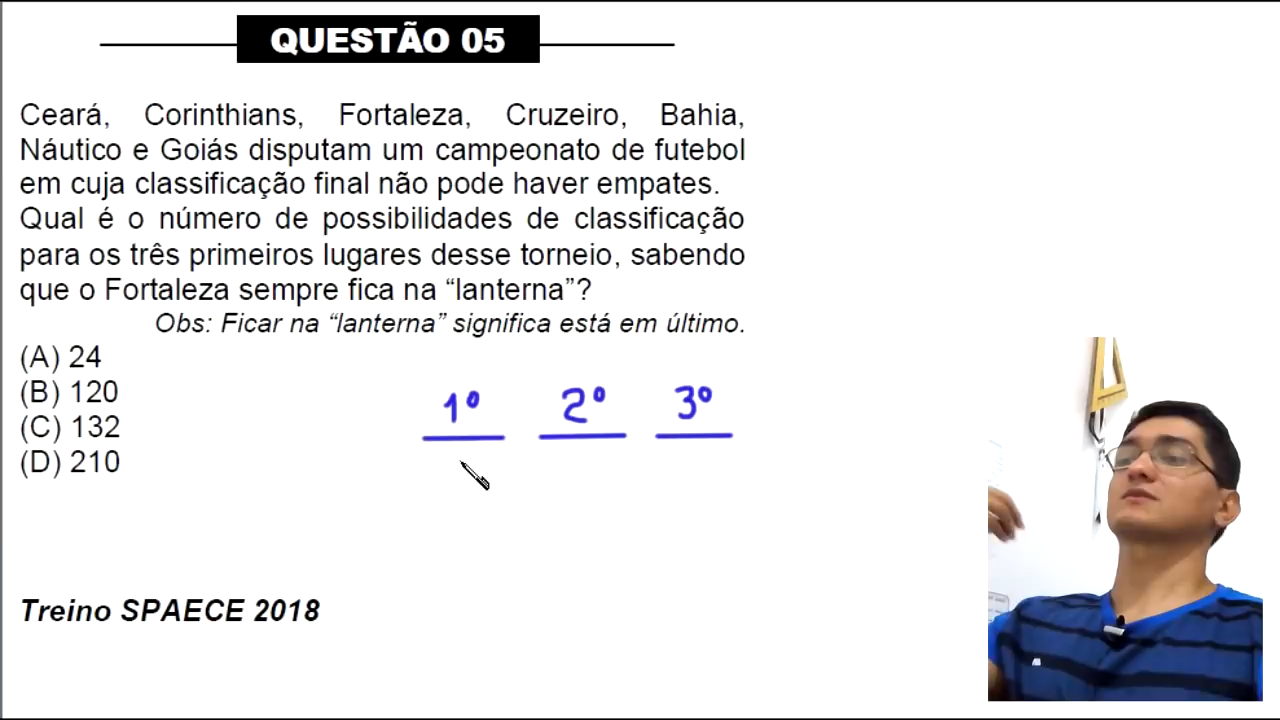 QUESTÃO 05
Ceará, Corinthians, Fortaleza, Cruzeiro, Bahia,
Náutico e Goiás disputam um campeonato de futebol
em cuja classificação final não pode haver empates.
Qual é o número de possibilidades de classificação
para os três primeiros lugares desse torneio, sabendo
que o Fortaleza sempre fica na “lanterna”?
Obs: Ficar na “lanterna” significa está em último.
(A) 24
(B) 120
(C) 132
(D) 210
1º 2º 3º
Treino SPAECE 2018